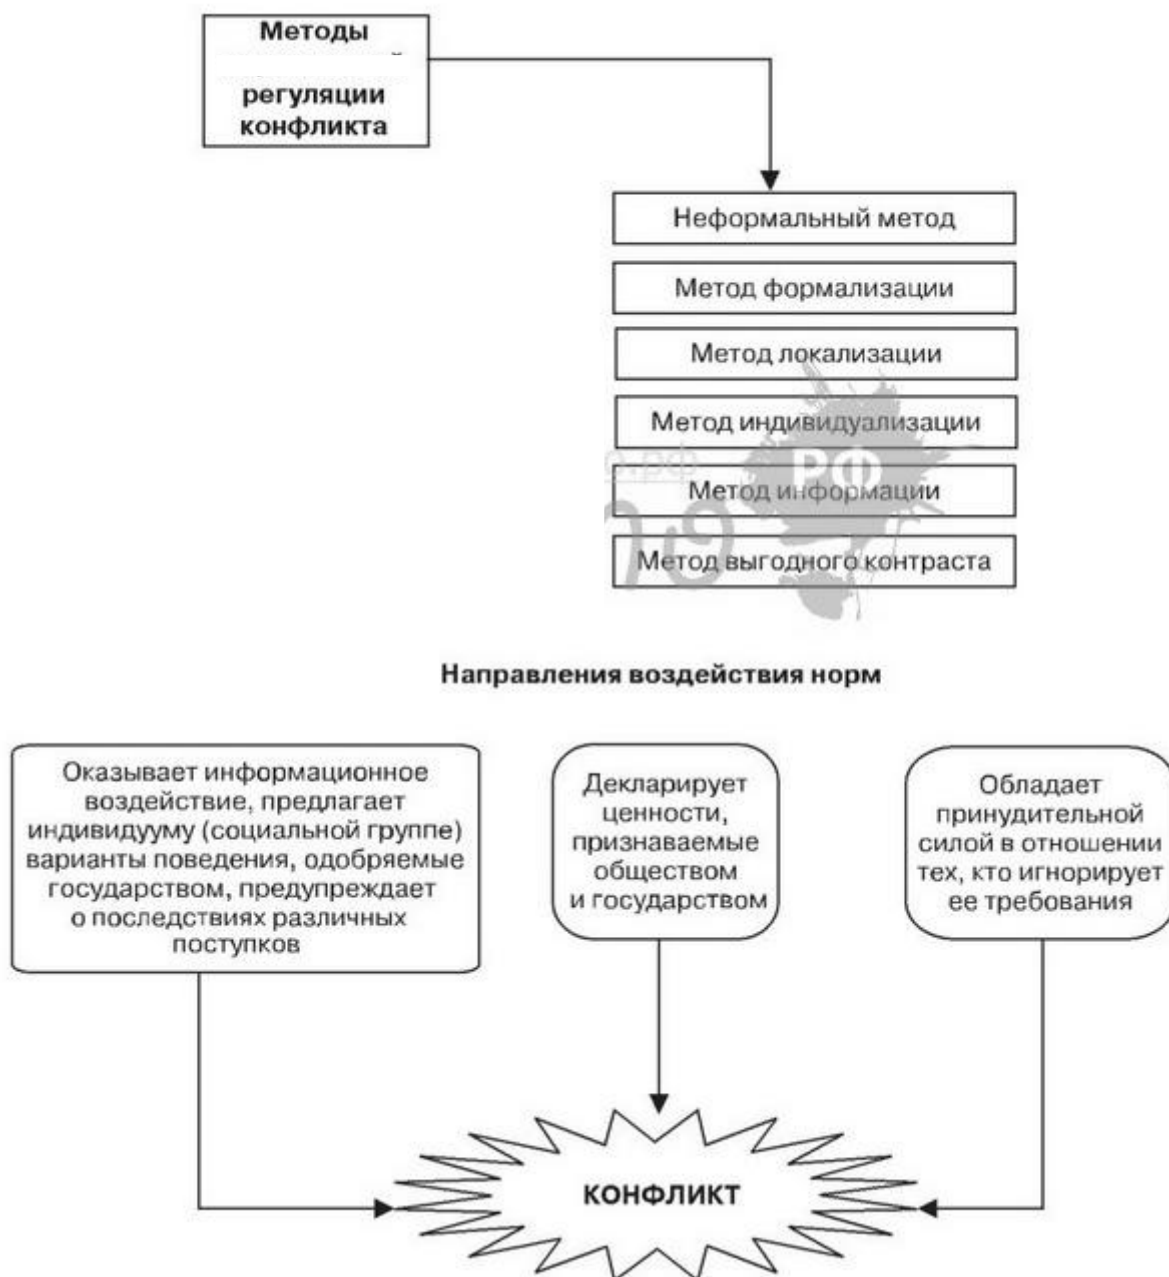 Методы
регуляции
конфликта
Неформальный метод
Метод формализации
Метод локализации
Метод индивидуализации
о.рф
РФ
Метод информации
Метод выгодного контраста
Направления воздействия норм
Оказывает информационное
воздействие, предлагает
индивидууму (социальной группе)
варианты поведения, одобряемые
государством, предупреждает
о последствиях различных
поступков
Декларирует
ценности,
признаваемые
обществом
и государством
Обладает
принудительной
силой в отношении
тех, кто игнорирует
ее требования
КОНФЛИКТ